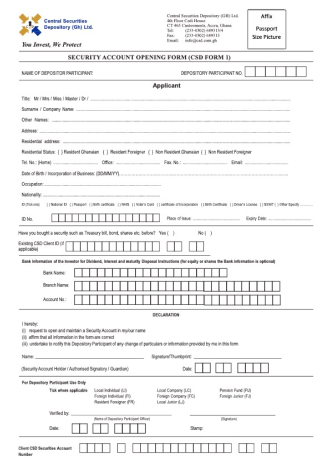 Central Securities
Depository (Gh) Ltd.
You Invest, We Protect
Central Securities Depository (GH) Ltd.
4th Floor Cedi House
CT 465 Cantonments, Accra, Ghana
Tel:
Fax:
Email: info@csd.com.gh
Affix
Passport
Size Picture
SECURITY ACCOUNT OPENING FORM (CSD FORM 1)
NAME OF DEPOSITOR PARTICIPANT: DEPOSITORY PARTICIPANT NO.
Applicant
Title: Mr / Mrs / Miss / Master / Dr /
Surname / Company Name:
Other Names:
Address:
Residential address:
Residential Status: ( ) Resident Ghanaian ( ) Resident Foreigner ( ) Non Resident Ghanaian ( ) Non Resident Foreigner
Tel. No.: (Home) Office: Fax. No.: Email:
Date of Birth / Incorporation of Business: (DD/MM/YY)
Occupation:
Nationality:
ID (Tick one) ( ) National ID ( ) Passport ( ) Birth certificate ( ) NHIS ( ) Voter's Card ( ) certificate of Incorporation ( ) Birth Certificate ( ) Driver's License ( ) SSNIT ( ) Other Specify
ID No. Place of Issue: Expiry Date:
Have you bought a security such as Treasury bill, bond, shares etc. before? Yes ( ) No ( )
Existing CSD Client ID (if
applicable)
Bank Information of the Investor for Dividend, Interest and maturity Disposal Instructions (for equity or shares the Bank information is optional)
Bank Name:
Branch Name:
Account No.:
DECLARATION
I hereby:
(i) request to open and maintain a Security Account in my/our name
(ii) affirm that all information in the form are correct
(iii) undertake to notify this Depository Participant of any change of particulars or information provided by me in this form
Name: Signature/Thumbprint:
(Security Account Holder / Authorised Signatory / Guardian) Date:
For Depository Participant Use Only
Tick where applicable Local Individual (LI) Local Company (LC) Pension Fund (FU)
Foreign Individual (FI) Foreign Company (FC) Foreign Junior (FJ)
Resident Foreigner (FR) Local Junior (LJ)
Verified by:
(Name of Depository Participant Officer) (Signature)
Date: Stamp:
Client CSD Securities Account
Number